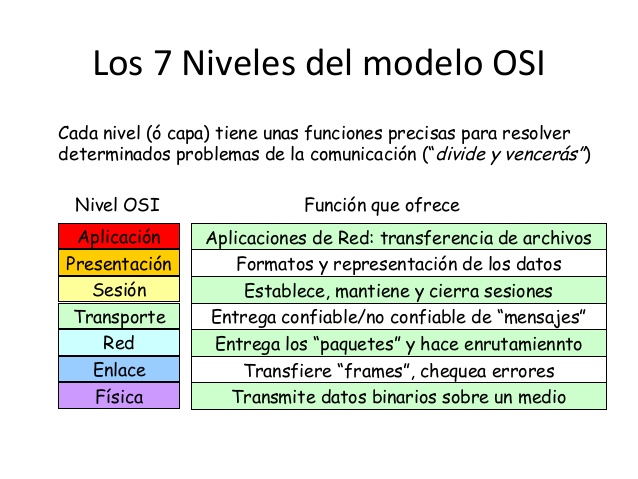 Los 7 Niveles del modelo OSI
Cada nivel (ó capa) tiene unas funciones precisas para resolver
determinados problemas de la comunicación (“divide y vencerás”)
Nivel OSI Función que ofrece
Aplicación Aplicaciones de Red: transferencia de archivos
Presentación Formatos y representación de los datos
Sesión Establece, mantiene y cierra sesiones
Transporte Entrega confiable/no confiable de “mensajes”
Red Entrega los “paquetes” y hace enrutamiennto
Enlace Transfiere “frames”, chequea errores
Física Transmite datos binarios sobre un medio